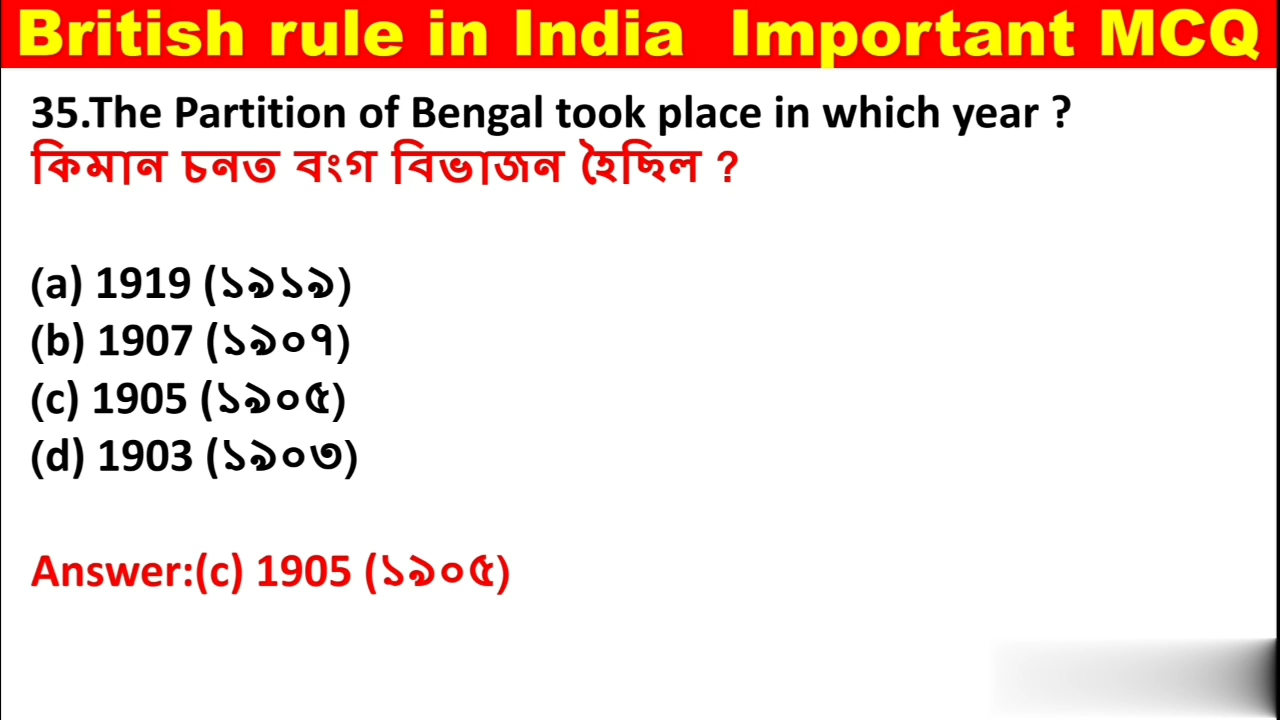 British rule in India Important MCQ
35.The Partition of Bengal took place in which year ?
কিমান চনত বংগ বিভাজন হৈছিল ?
(a) 1919 (১৯১৯)
(b) 1907 (১৯০৭)
(c) 1905 (১৯০৫)
(d) 1903 (১৯০৩)
Answer:(c) 1905 (১৯০৫)